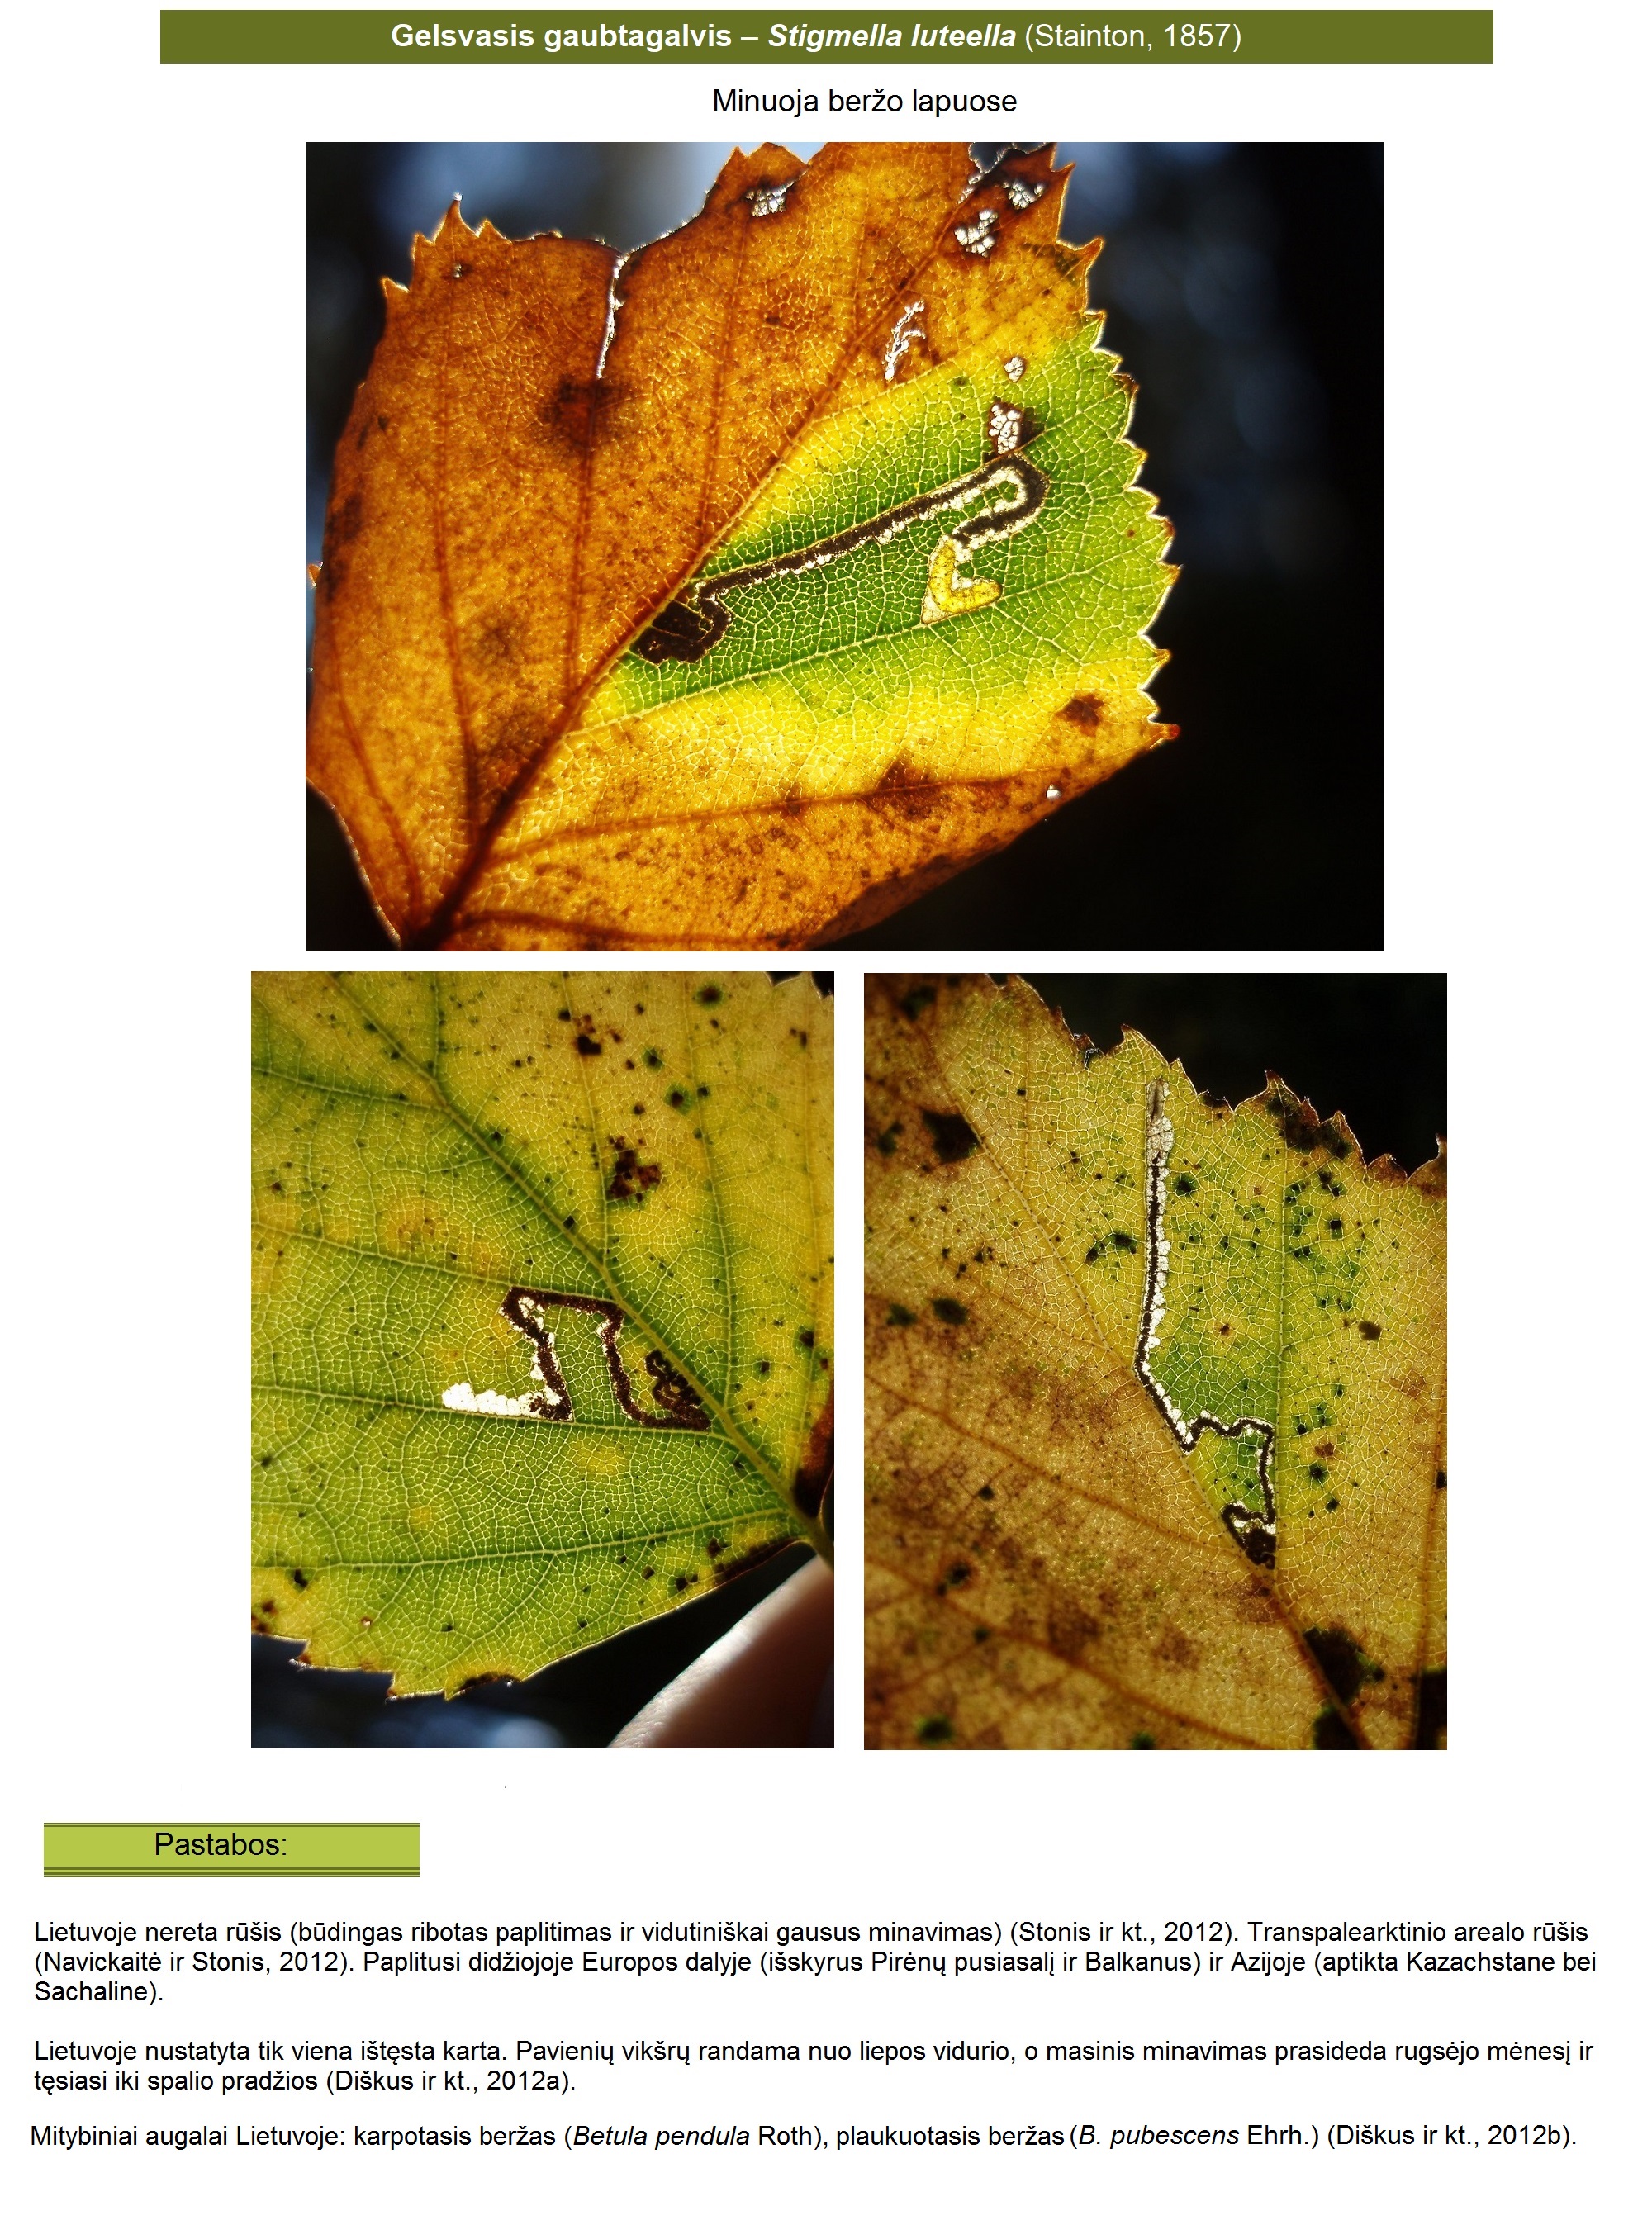 Gelsvasis gaubtagalvis – Stigmella luteella (Stainton, 1857)
Minuoja beržo lapuose
Pastabos:
Lietuvoje nereta rūšis (būdingas ribotas paplitimas ir vidutiniškai gausus minavimas) (Stonis ir kt., 2012). Transpalearktinio arealo rūšis
(Navickaitė ir Stonis, 2012). Paplitusi didžiojoje Europos dalyje (išskyrus Pirėnų pusiasalį ir Balkanus) ir Azijoje (aptikta Kazachstane bei
Sachaline).
Lietuvoje nustatyta tik viena ištęsta karta. Pavienių vikšrų randama nuo liepos vidurio, o masinis minavimas prasideda rugsėjo mėnesį ir
tęsiasi iki spalio pradžios (Diškus ir kt., 2012a).
Mitybiniai augalai Lietuvoje: karpotasis beržas (Betula pendula Roth), plaukuotasis beržas (B. pubescens Ehrh.) (Diškus ir kt., 2012b).